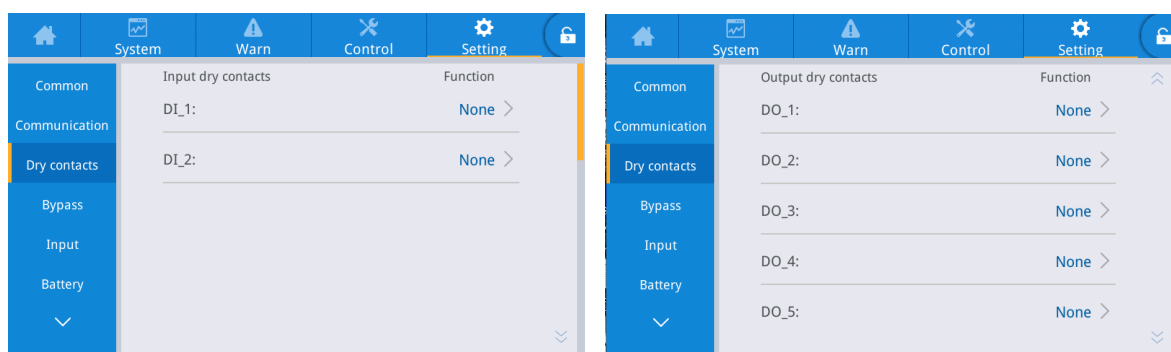 System Warn Control Setting
3
Common
Communication
Dry contacts
Bypass
Input
Battery
Input dry contacts Function
DI_1: None
DI_2: None
System Warn Control Setting
3
Common
Communication
Dry contacts
Bypass
Input
Battery
Output dry contacts Function
DO_1: None
DO_2: None
DO_3: None
DO_4: None
DO_5: None